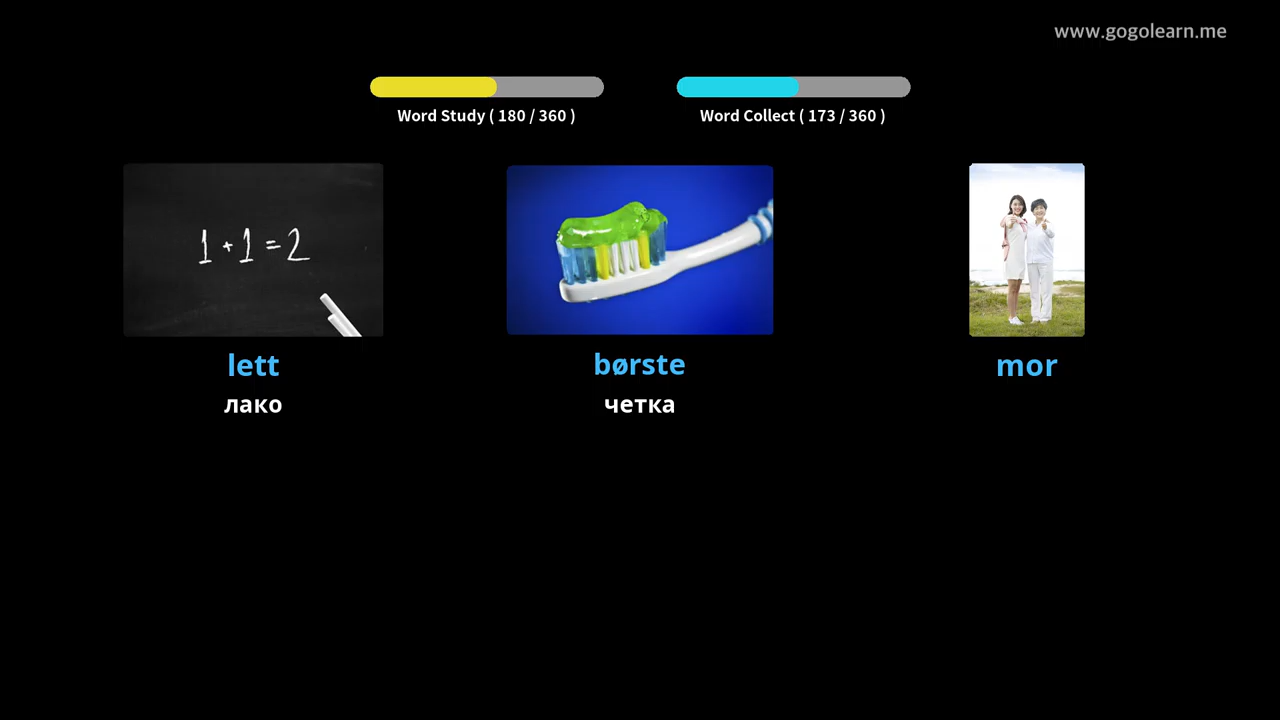 www.gogolearn.me
Word Study ( 180 / 360 )
Word Collect ( 173 / 360 )
1 + 1 = 2
lett
børste
mor
лако
четка